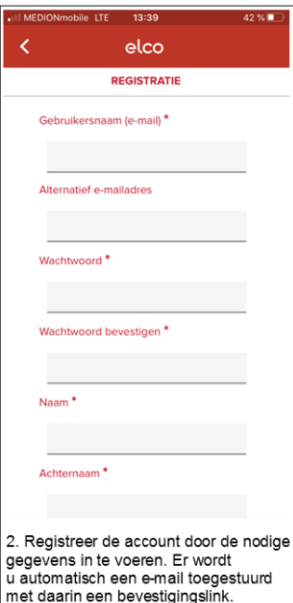 MEDIONmobile LTE 13:39 42 %
elco
REGISTRATIE
Gebruikersnaam (e-mail) *
Alternatief e-mailadres
Wachtwoord *
Wachtwoord bevestigen *
Naam *
Achternaam *
2. Registreer de account door de nodige
gegevens in te voeren. Er wordt
u automatisch een e-mail toegestuurd
met daarin een bevestigingslink.